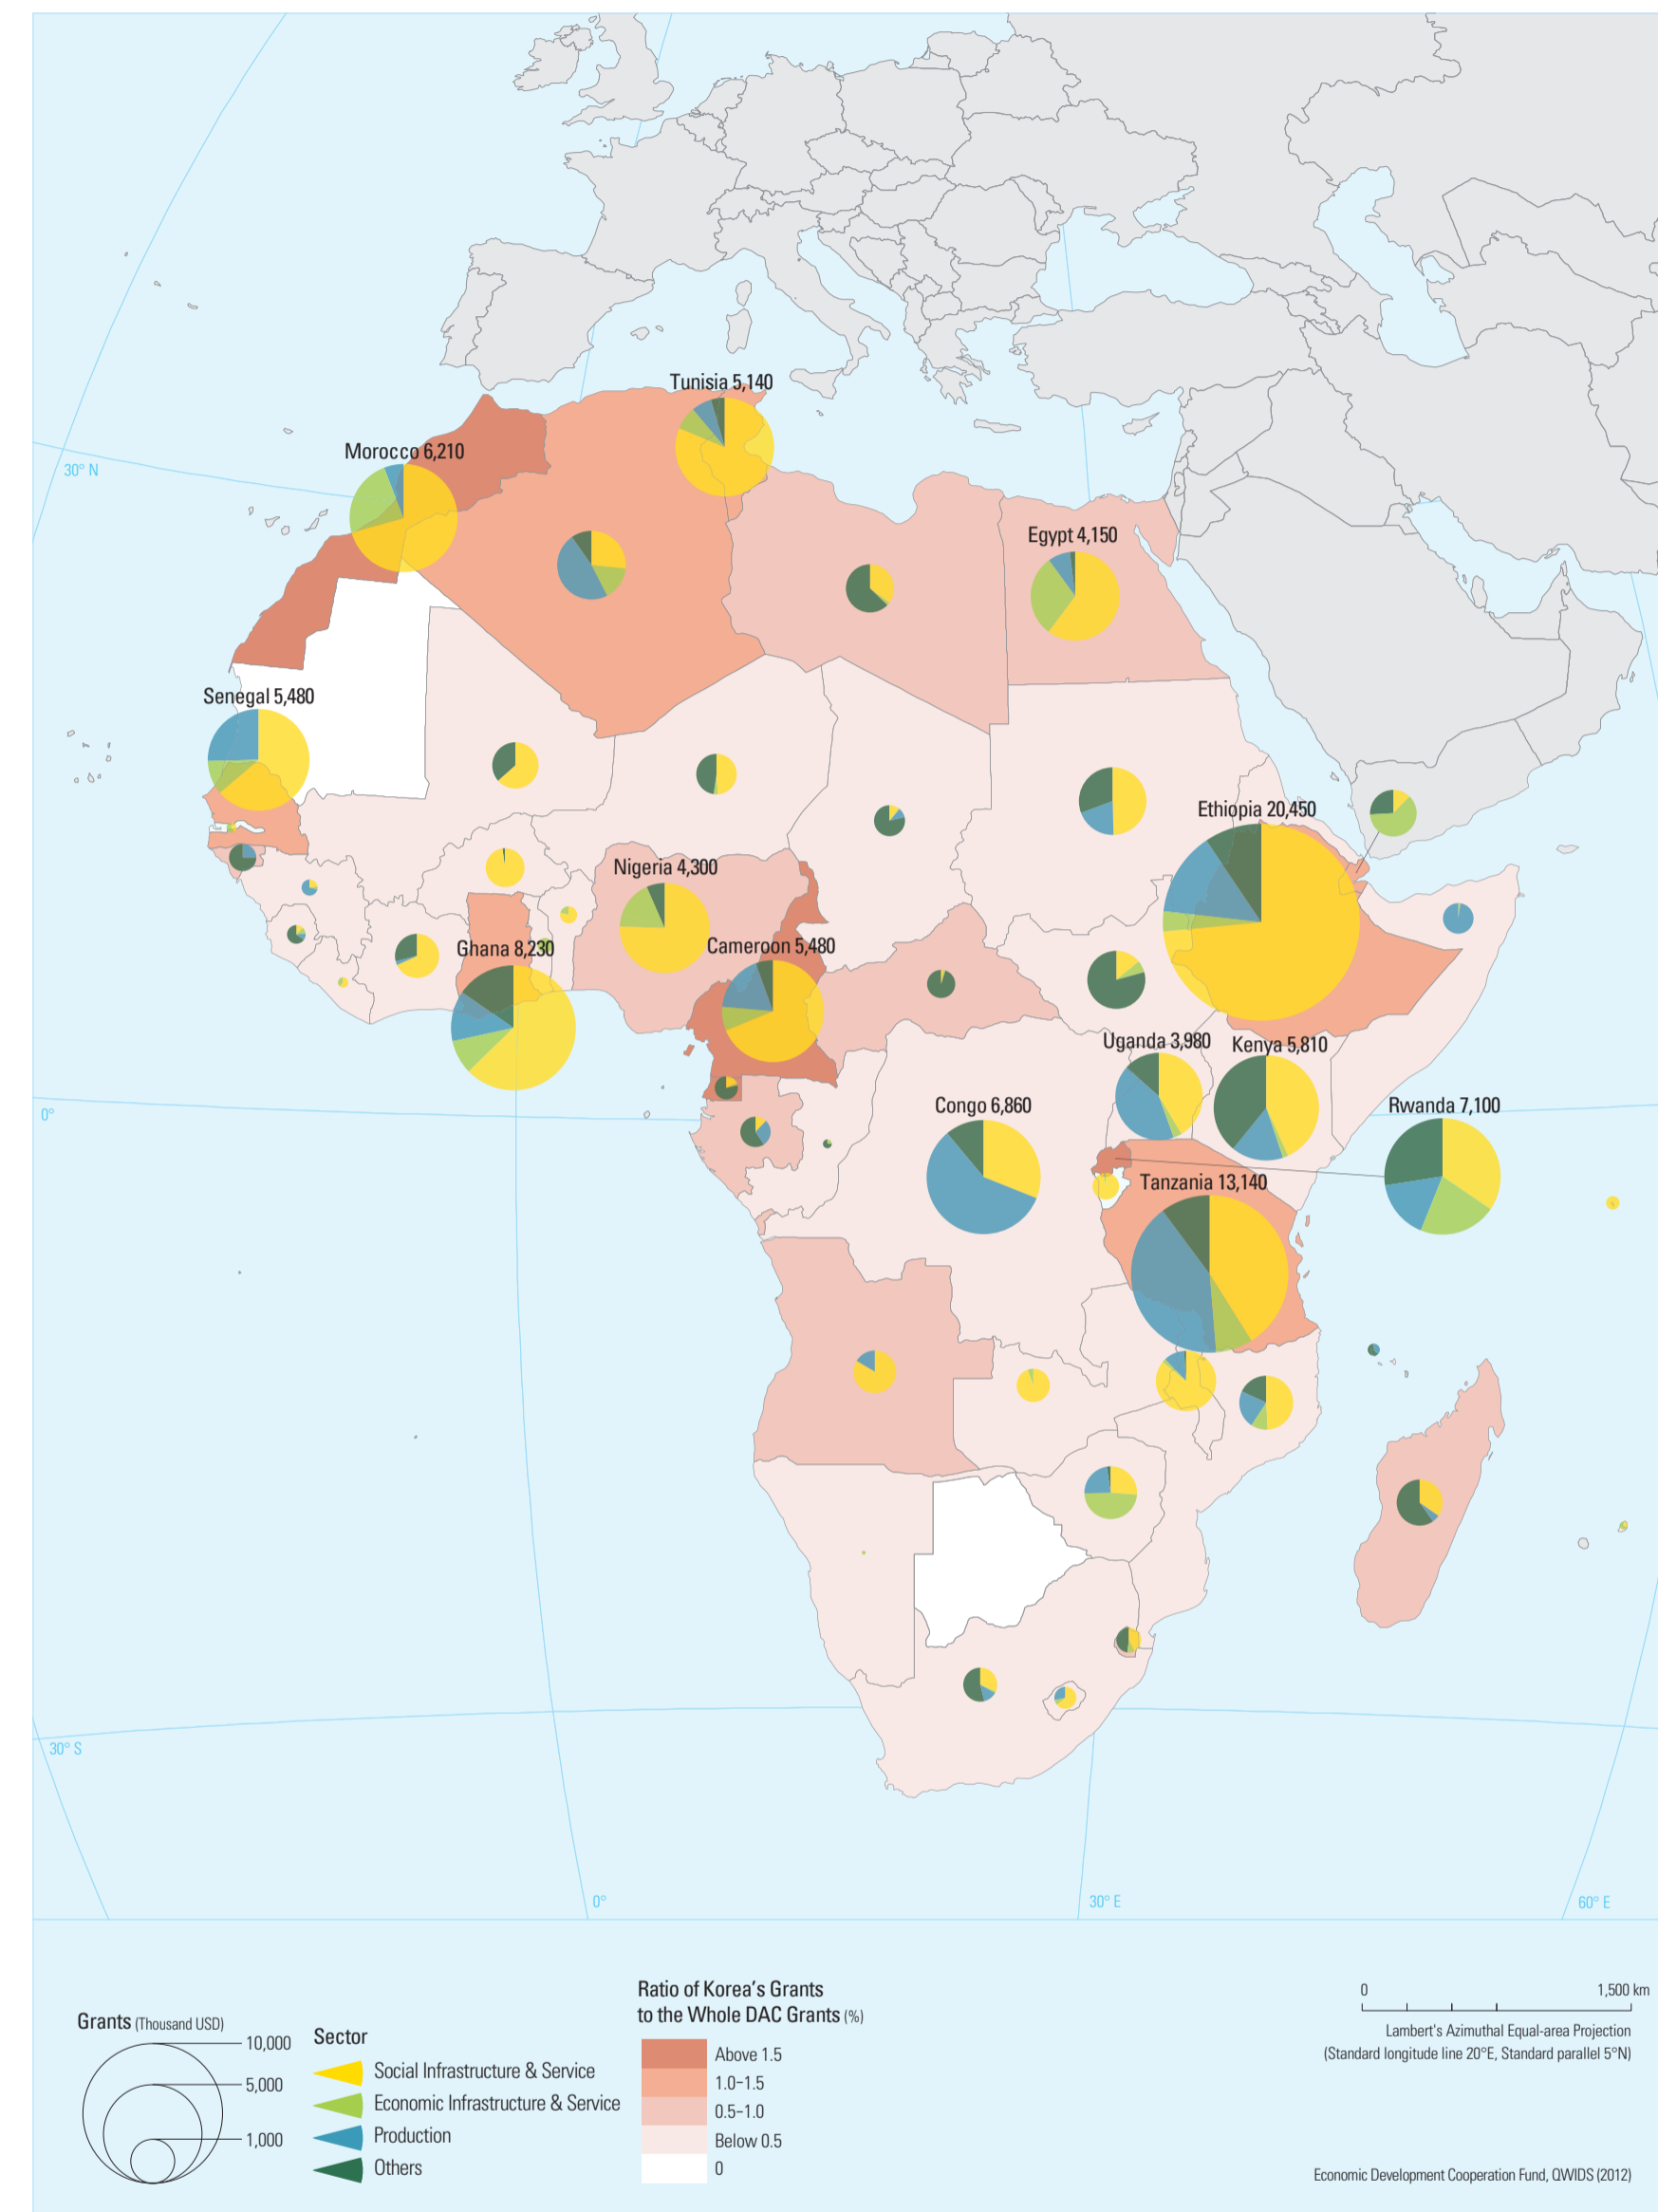 Tunisia 5,140
Morocco 6,210
30° N
Egypt 4,150
Senegal 5,480
Ethiopia 20,450
Nigeria 4,300
Ghana 8,230
Cameroon 5,480
Uganda 3,980
Kenya 5,810
Congo 6,860
Rwanda 7,100
0°
Tanzania 13,140
30° S
0°
30° E
60° E
Grants (Thousand USD)
10,000
5,000
1,000
Sector
Social Infrastructure & Service
Economic Infrastructure & Service
Production
Others
Ratio of Korea's Grants
to the Whole DAC Grants (%)
Above 1.5
1.0-1.5
0.5-1.0
Below 0.5
0
0 1,500 km
Lambert's Azimuthal Equal-area Projection
(Standard longitude line 20°E, Standard parallel 5°N)
Economic Development Cooperation Fund, QWIDS (2012)